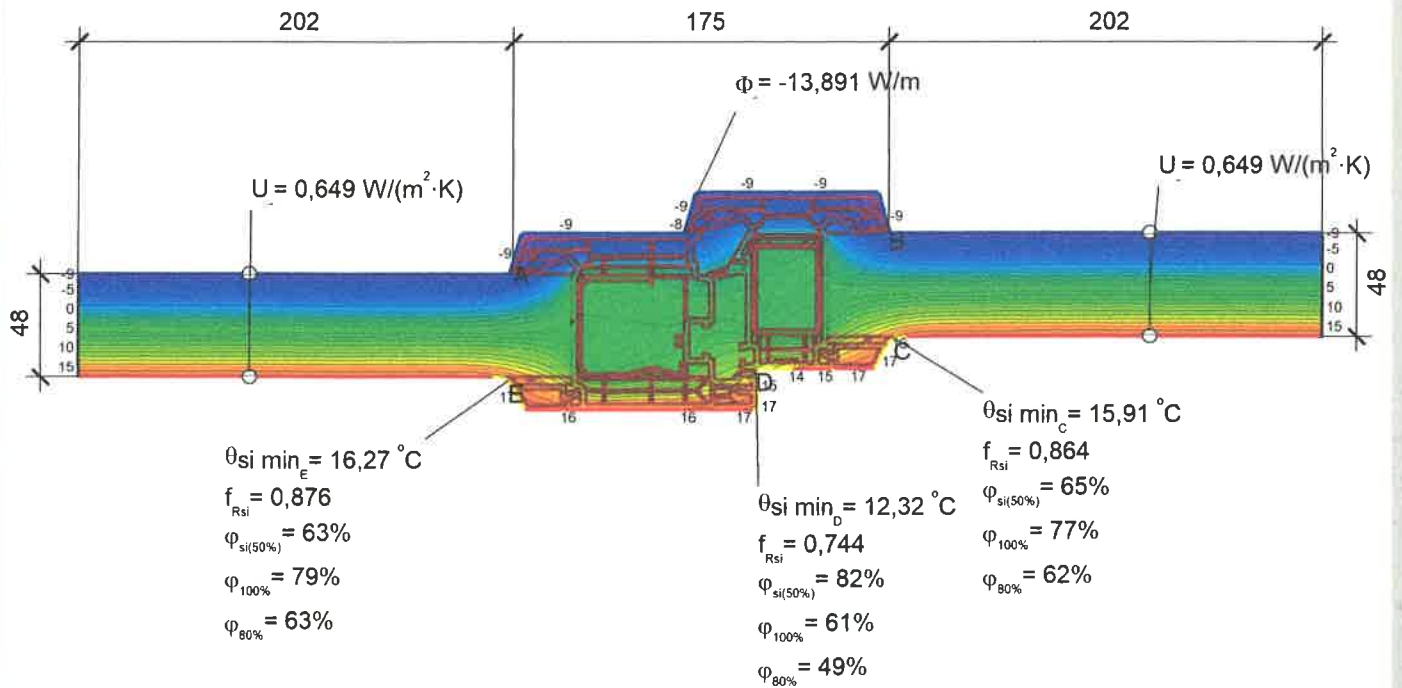 202 175 202
Φ = -13,891 W/m
U = 0,649 W/(m²·K)
U = 0,649 W/(m²·K)
-9 -9
-9 -9 -8 -9
-9
A
B
48
-9
-5
0
5
10
15
-9
-5
0
5
10
15
48
E 16 16 17 17
D 14 15 17 17
C
θsi min_E = 16,27 °C
f_Rsi = 0,876
φ_si(50%) = 63%
φ_100% = 79%
φ_80% = 63%
θsi min_D = 12,32 °C
f_Rsi = 0,744
φ_si(50%) = 82%
φ_100% = 61%
φ_80% = 49%
θsi min_C = 15,91 °C
f_Rsi = 0,864
φ_si(50%) = 65%
φ_100% = 77%
φ_80% = 62%